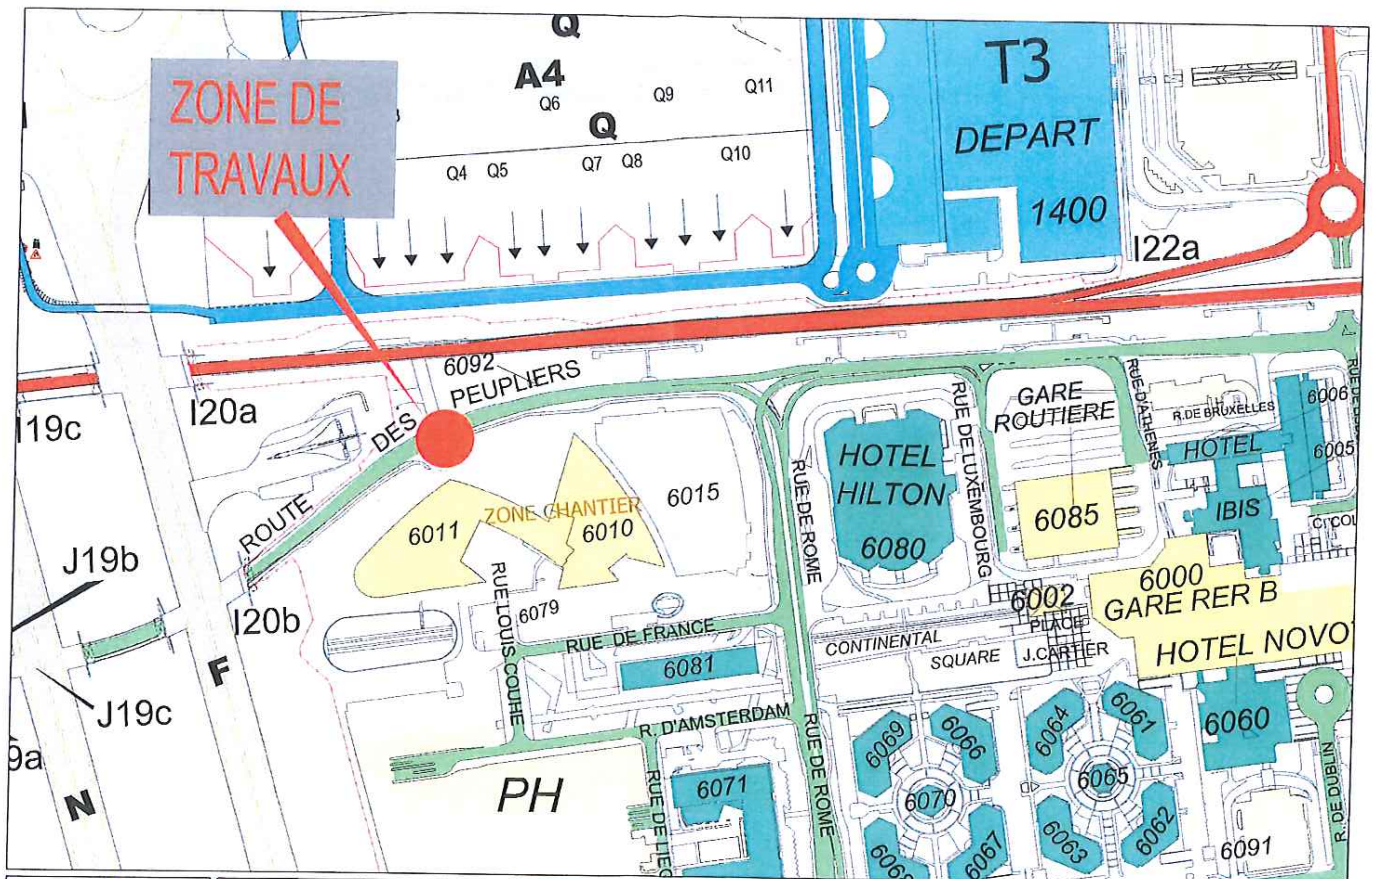 Q
A4
Q6
Q9
Q11
Q
Q4
Q5
Q7
Q8
Q10
ZONE DE
TRAVAUX
T3
DEPART
1400
I22a
6092
ROUTE DES PEUPLIERS
I19c
I20a
I20b
J19b
J19c
9a
F
N
6011
ZONE CHANTIER
6010
6015
6079
RUE LOUIS COUHE
RUE DE FRANCE
6081
R. D'AMSTERDAM
PH
RUE DE LIEG
6071
RUE DE ROME
RUE DE ROME
HOTEL
HILTON
6080
RUE DE LUXEMBOURG
GARE
ROUTIERE
6085
RUE D'ATHENES
R. DE BRUXELLES
HOTEL
IBIS
6006
6005
6000
GARE RER B
HOTEL NOVO
6002
PLACE
J.CARTIER
CONTINENTAL
SQUARE
6060
R. DE DUBLIN
6091
6069
6066
6070
6067
6064
6061
6065
6063
6062